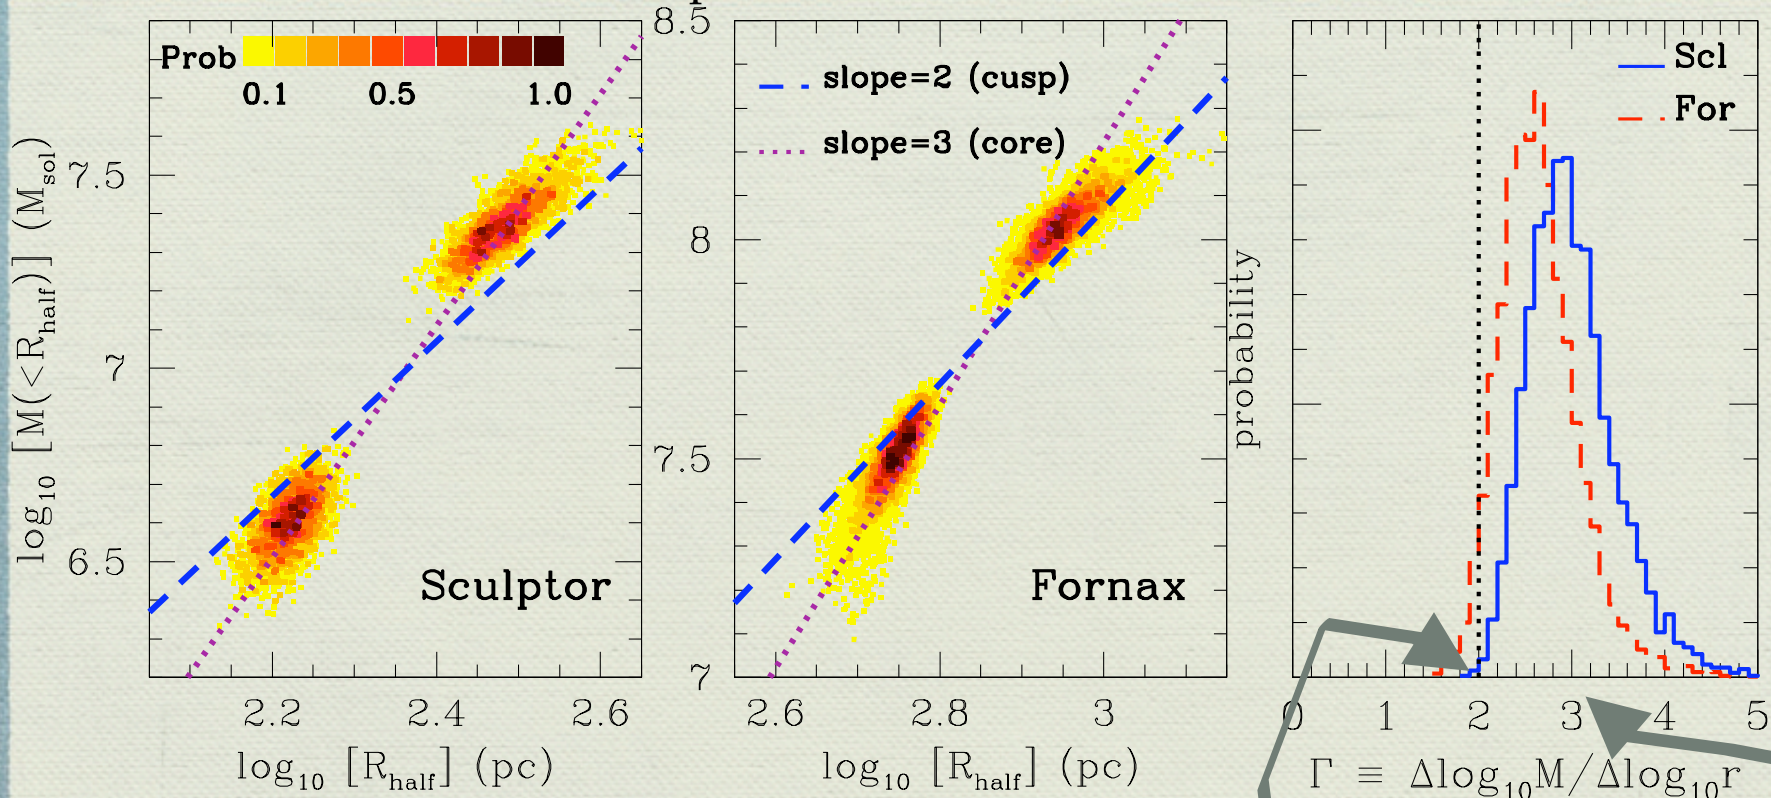 Prob
0.1 0.5 1.0
log10 [M(<Rhalf)] (Msol)
7.5
7
6.5
Sculptor
2.2 2.4 2.6
log10 [Rhalf] (pc)
8.5
8
7.5
7
slope=2 (cusp)
slope=3 (core)
Fornax
2.6 2.8 3
log10 [Rhalf] (pc)
probability
Scl
For
0 1 2 3 4 5
Γ ≡ Δlog10M/Δlog10r